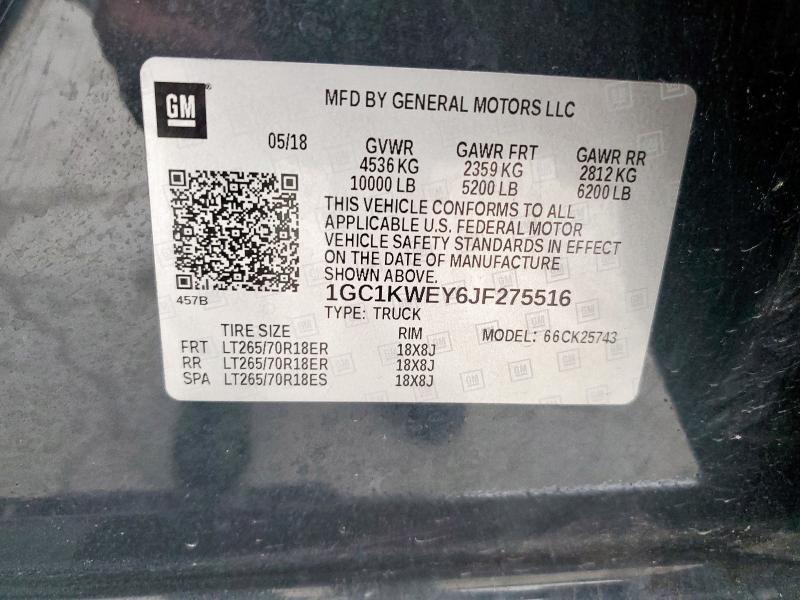 GM
MFD BY GENERAL MOTORS LLC
05/18
GVWR
4536 KG
10000 LB
GAWR FRT
2359 KG
5200 LB
GAWR RR
2812 KG
6200 LB
THIS VEHICLE CONFORMS TO ALL
APPLICABLE U.S. FEDERAL MOTOR
VEHICLE SAFETY STANDARDS IN EFFECT
ON THE DATE OF MANUFACTURE
SHOWN ABOVE.
457B
1GC1KWEY6JF275516
TYPE: TRUCK
TIRE SIZE RIM MODEL: 66CK25743
FRT LT265/70R18ER 18X8J
RR LT265/70R18ER 18X8J
SPA LT265/70R18ES 18X8J